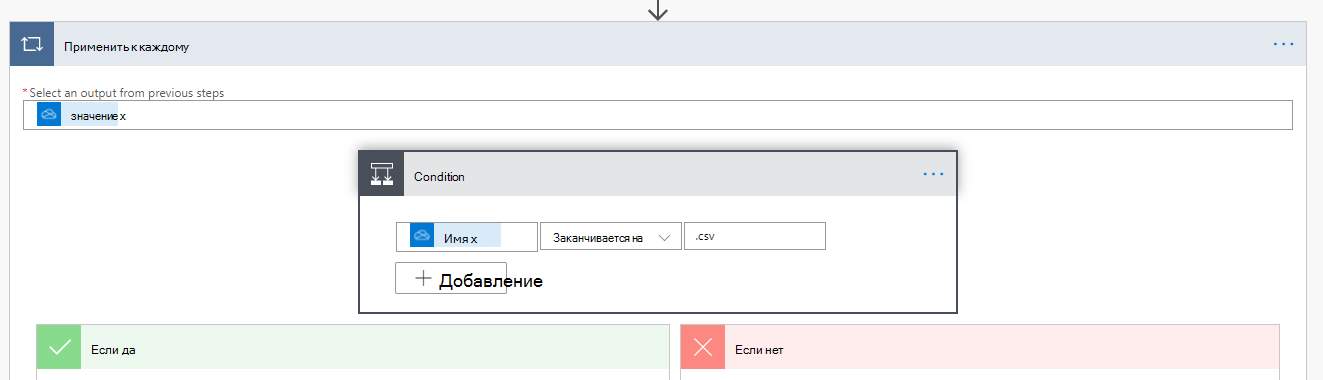 Применить к каждому
* Select an output from previous steps
значение x
Condition
Имя x
Заканчивается на
.csv
Добавление
Если да
Если нет